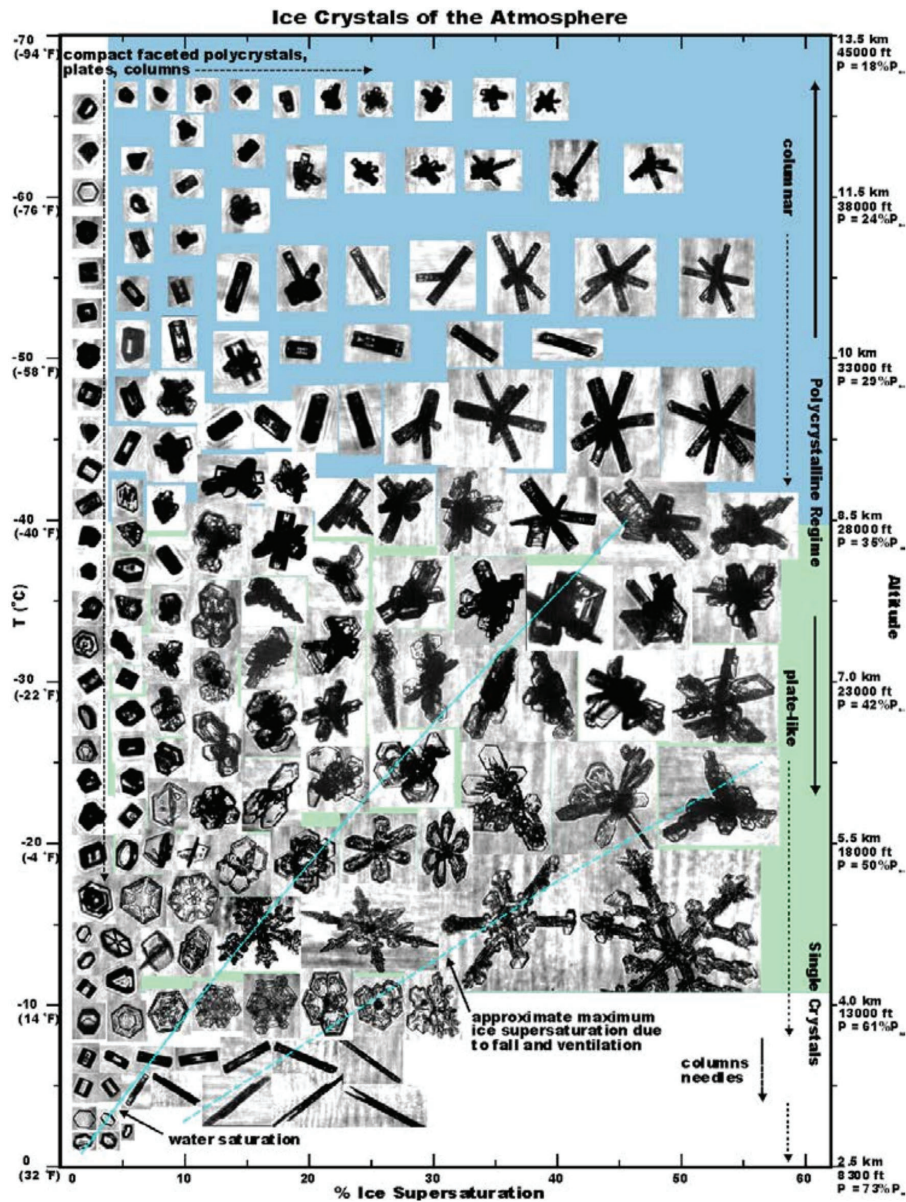 Ice Crystals of the Atmosphere
-70
(-94 °F)
compact faceted polycrystals,
plates, columns
-60
(-76 °F)
-50
(-58 °F)
-40
(-40 °F)
T (°C)
-30
(-22 °F)
-20
(-4 °F)
-10
(14 °F)
0
(32 °F)
13.5 km
45000 ft
P = 18%P
columnar
11.5 km
38000 ft
P = 24%P
10 km
33000 ft
P = 29%P
Polycrystalline Regime
8.5 km
28000 ft
P = 36%P
Altitude
7.0 km
23000 ft
P = 42%P
plate-like
5.5 km
18000 ft
P = 50%P
Single Crystals
4.0 km
13000 ft
P = 61%P
approximate maximum
ice supersaturation due
to fall and ventilation
columns
needles
water saturation
2.5 km
8300 ft
P = 73%P
0 10 20 30 40 50 60
% Ice Supersaturation